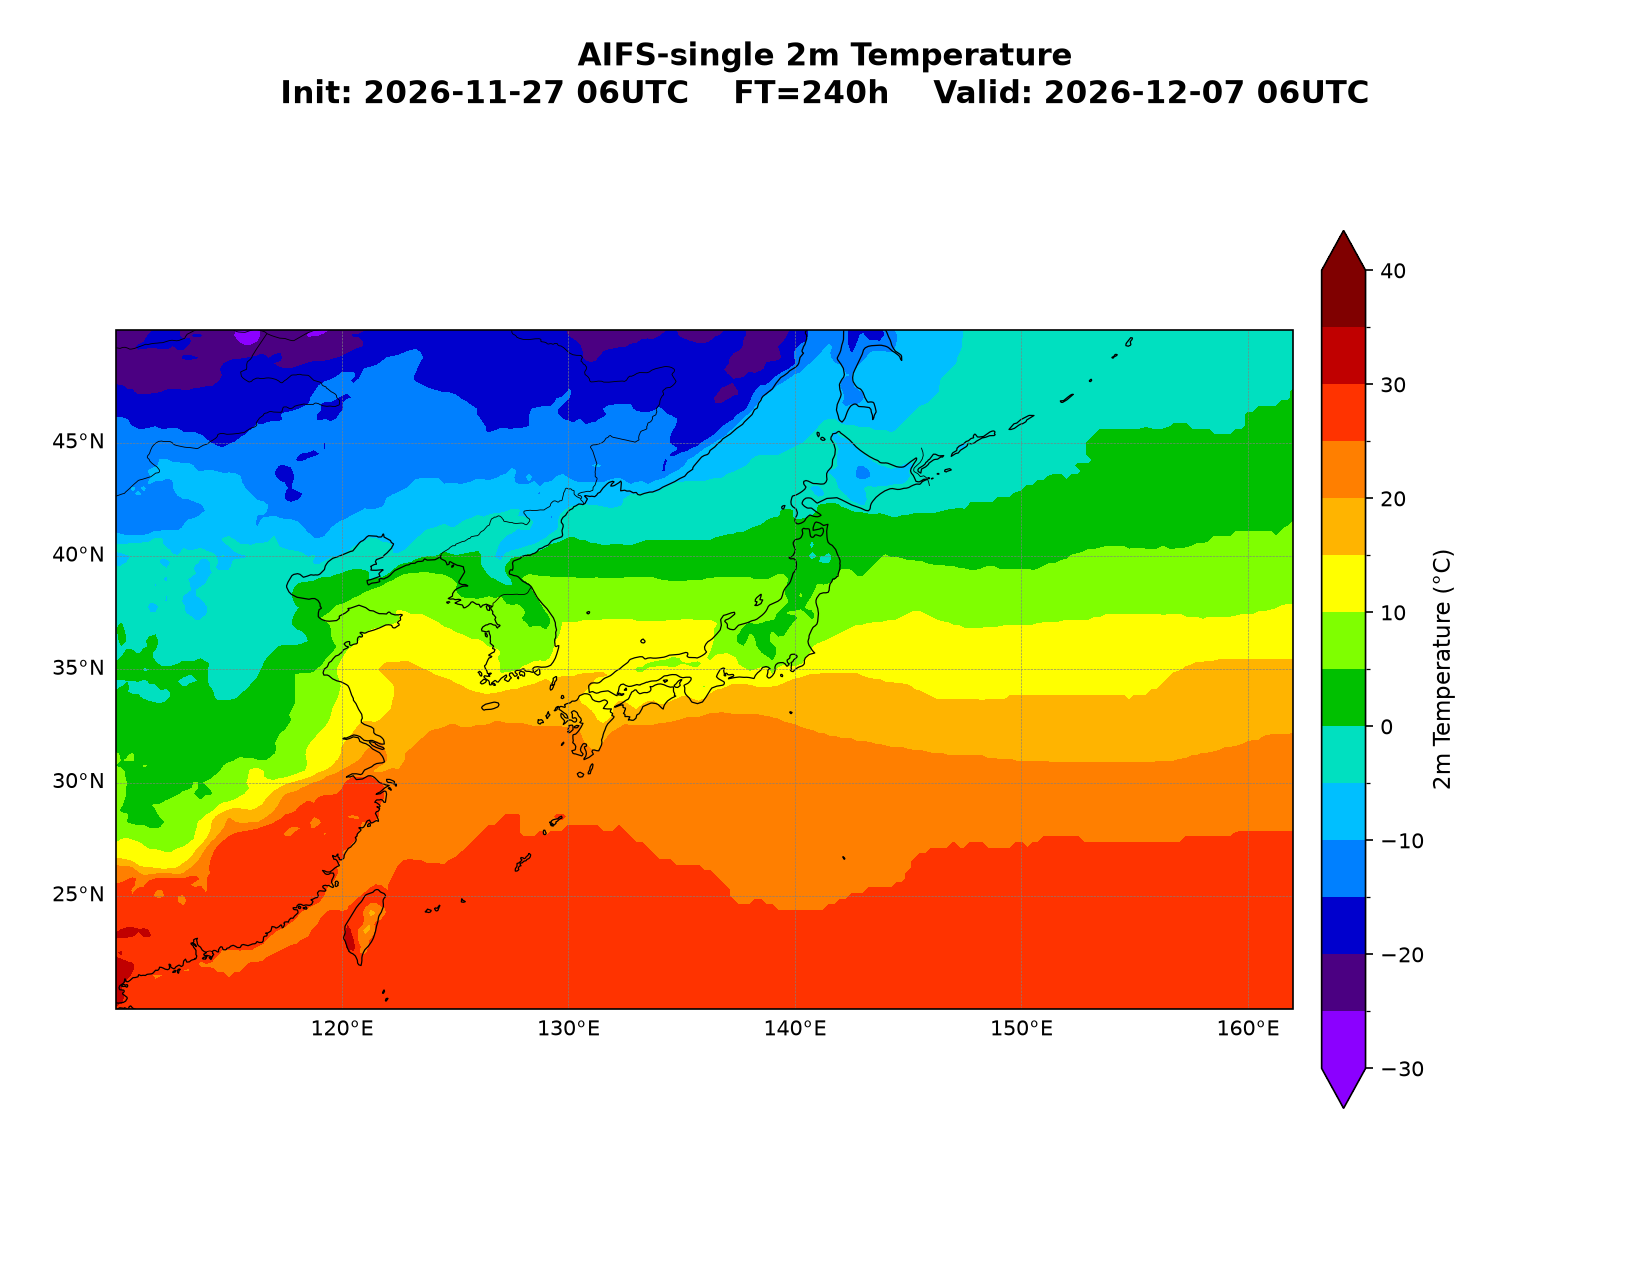 AIFS-single 2m Temperature
Init: 2026-11-27 06UTC    FT=240h    Valid: 2026-12-07 06UTC
40
30
20
10
0
−10
−20
−30
2m Temperature (°C)
45°N
40°N
35°N
30°N
25°N
120°E
130°E
140°E
150°E
160°E